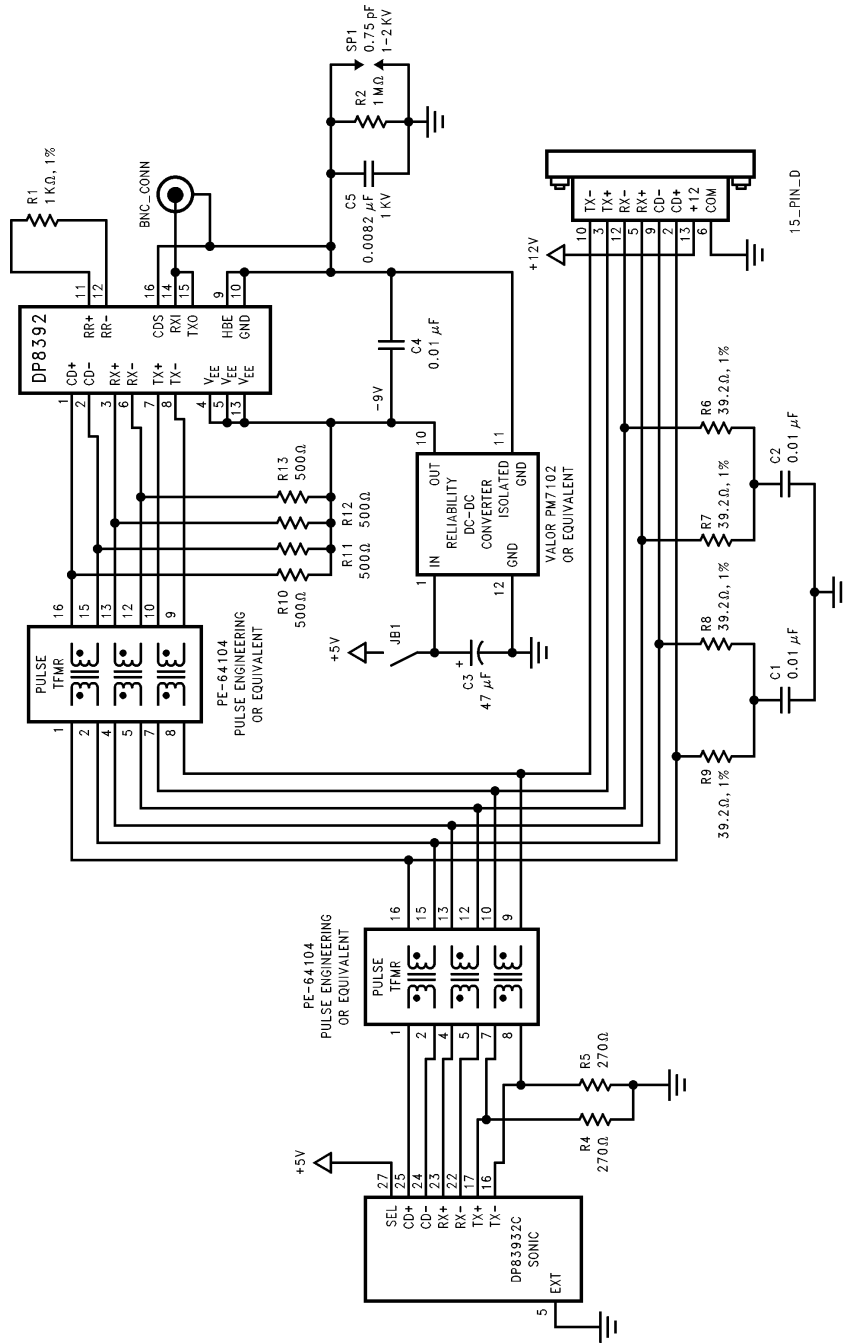 DP83932C
SONIC
SEL
CD+
CD-
RX+
RX-
TX+
TX-
EXT
27
25
24
23
22
17
16
5
+5V
R4
270Ω
R5
270Ω
PE-64104
PULSE ENGINEERING
OR EQUIVALENT
PULSE
TFMR
1
2
4
5
7
8
16
15
13
12
10
9
PULSE
TFMR
PE-64104
PULSE ENGINEERING
OR EQUIVALENT
1
2
4
5
7
8
16
15
13
12
10
9
R10
500Ω
R11
500Ω
R12
500Ω
R13
500Ω
DP8392
CD+
CD-
RX+
RX-
TX+
TX-
VEE
VEE
VEE
1
2
3
6
7
8
4
5
13
RR+
RR-
CDS
RXI
TXO
HBE
GND
11
12
16
14
15
9
10
R1
1KΩ, 1%
BNC_CONN
-9V
C4
0.01 µF
C5
0.0082 µF
1 KV
R2
1MΩ
SP1
0.75 pF
1-2 KV
+5V
JB1
C3
+
47 µF
1
IN
OUT
10
RELIABILITY
DC-DC
CONVERTER
ISOLATED
12
GND
GND
11
VALOR PM7102
OR EQUIVALENT
+12V
10
3
12
5
9
2
13
6
TX-
TX+
RX-
RX+
CD-
CD+
+12
COM
15_PIN_D
R9
39.2Ω, 1%
R8
39.2Ω, 1%
R7
39.2Ω, 1%
R6
39.2Ω, 1%
C1
0.01 µF
C2
0.01 µF